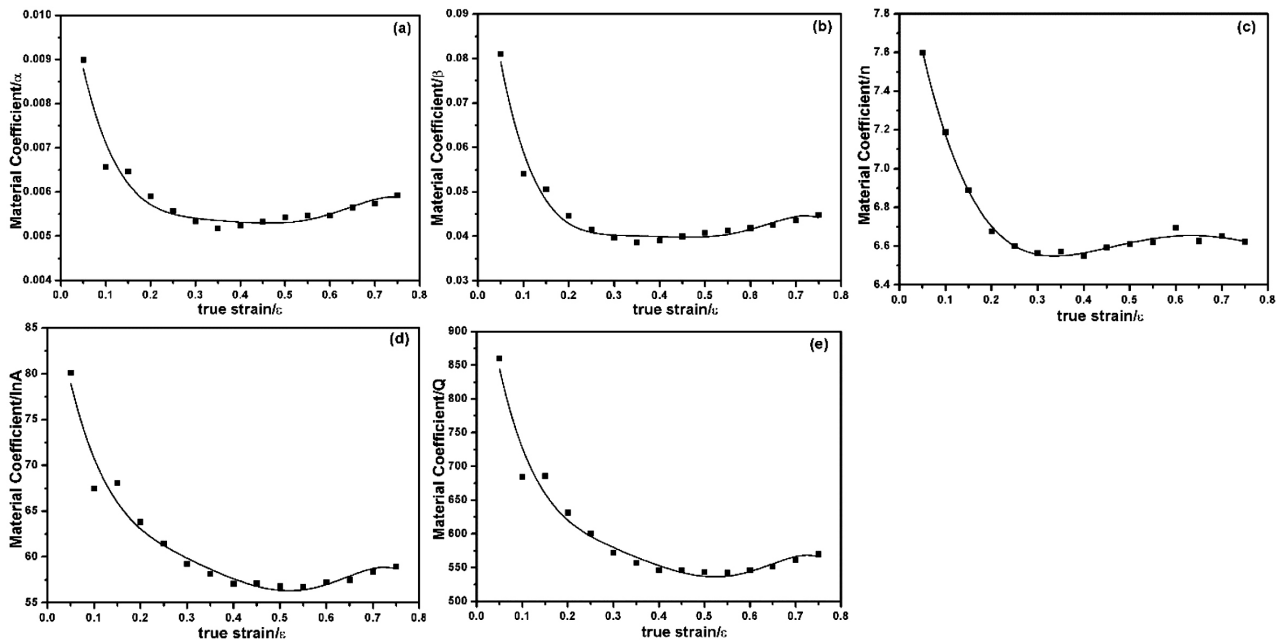 (a)
Material Coefficient/α
0.010
0.009
0.008
0.007
0.006
0.005
0.004
0.0 0.1 0.2 0.3 0.4 0.5 0.6 0.7 0.8
true strain/ε
(b)
Material Coefficient/β
0.09
0.08
0.07
0.06
0.05
0.04
0.03
0.0 0.1 0.2 0.3 0.4 0.5 0.6 0.7 0.8
true strain/ε
(c)
Material Coefficient/n
7.8
7.6
7.4
7.2
7.0
6.8
6.6
6.4
0.0 0.1 0.2 0.3 0.4 0.5 0.6 0.7 0.8
true strain/ε
(d)
Material Coefficient/lnA
85
80
75
70
65
60
55
0.0 0.1 0.2 0.3 0.4 0.5 0.6 0.7 0.8
true strain/ε
(e)
Material Coefficient/Q
900
850
800
750
700
650
600
550
500
0.0 0.1 0.2 0.3 0.4 0.5 0.6 0.7 0.8
true strain/ε